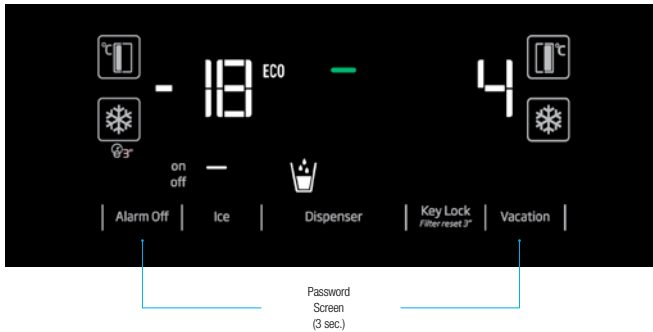 °C
-18 ECO
4
°C
3"
on
off
Alarm Off
Ice
Dispenser
Key Lock
Filter reset 3"
Vacation
Password
Screen
(3 sec.)